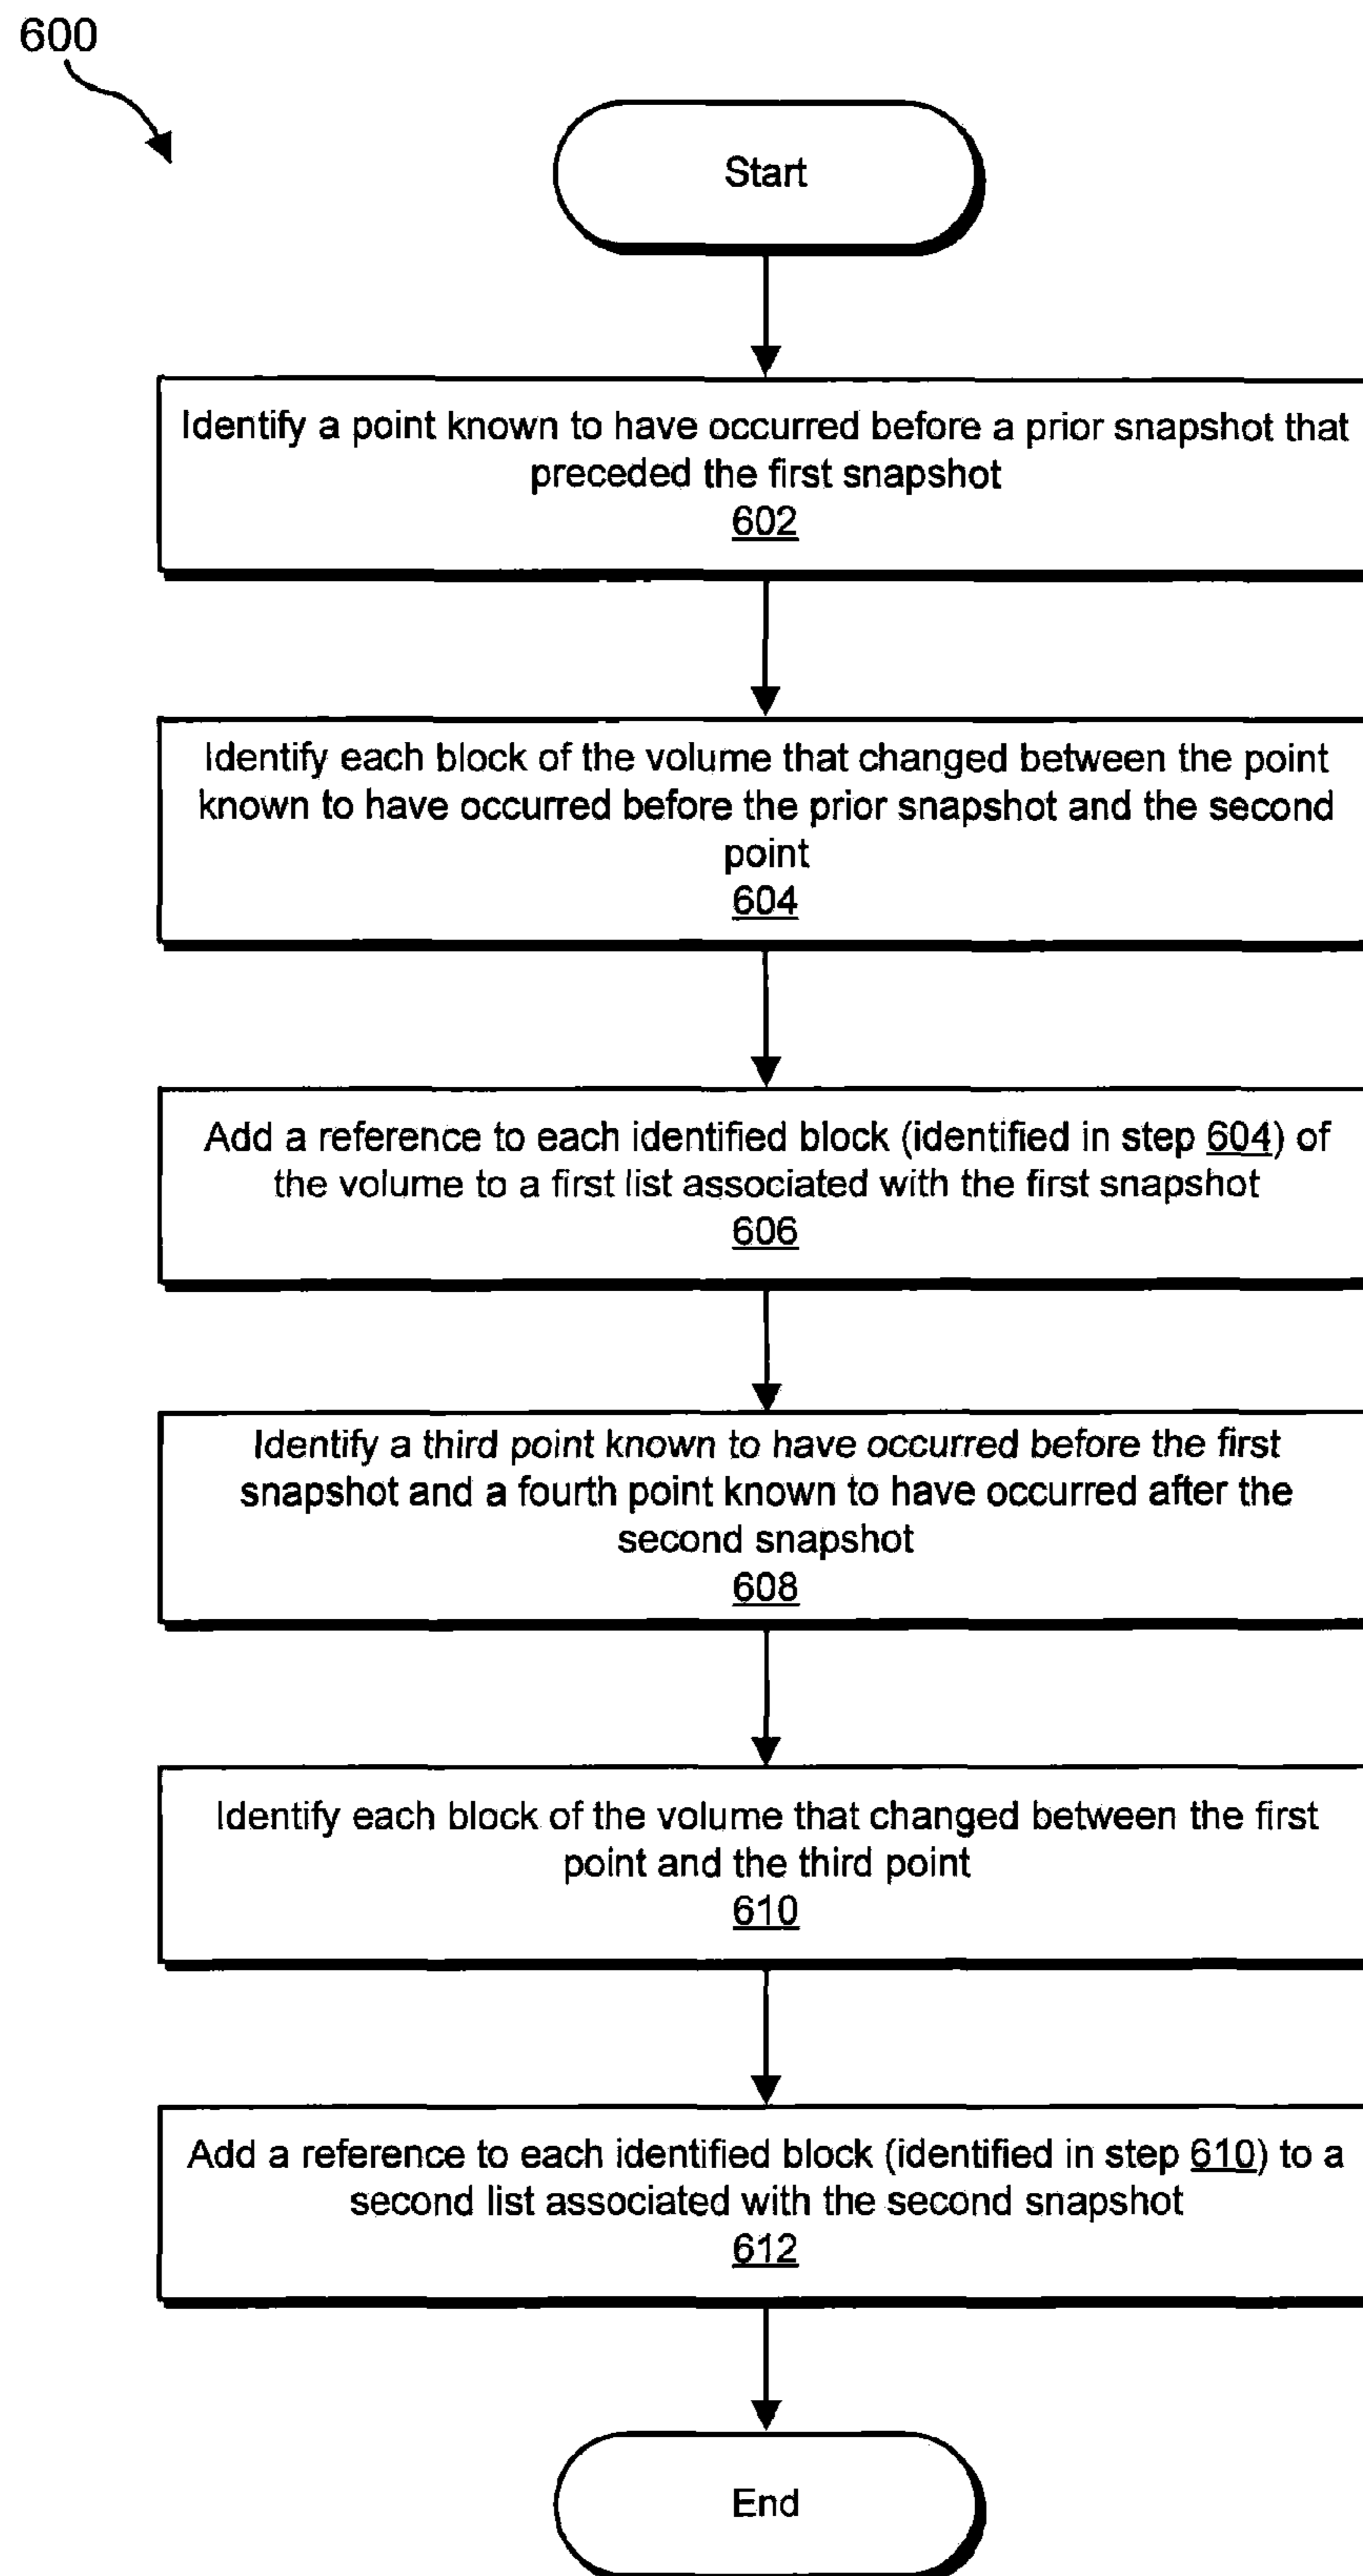 600
Start
Identify a point known to have occurred before a prior snapshot that
preceded the first snapshot
602
Identify each block of the volume that changed between the point
known to have occurred before the prior snapshot and the second
point
604
Add a reference to each identified block (identified in step 604) of
the volume to a first list associated with the first snapshot
606
Identify a third point known to have occurred before the first
snapshot and a fourth point known to have occurred after the
second snapshot
608
Identify each block of the volume that changed between the first
point and the third point
610
Add a reference to each identified block (identified in step 610) to a
second list associated with the second snapshot
612
End